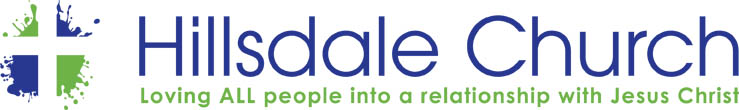 Hillsdale Church
Loving ALL people into a relationship with Jesus Christ